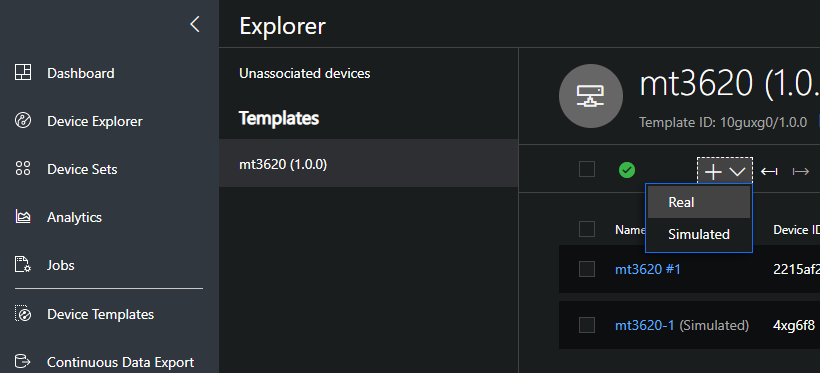 Explorer
Dashboard
Device Explorer
Device Sets
Analytics
Jobs
Device Templates
Continuous Data Export
Unassociated devices
Templates
mt3620 (1.0.0)
mt3620 (1.0.
Template ID: 10guxg0/1.0.0
Real
Simulated
Name Device ID
mt3620 #1 2215af2
mt3620-1 (Simulated) 4xg6f8